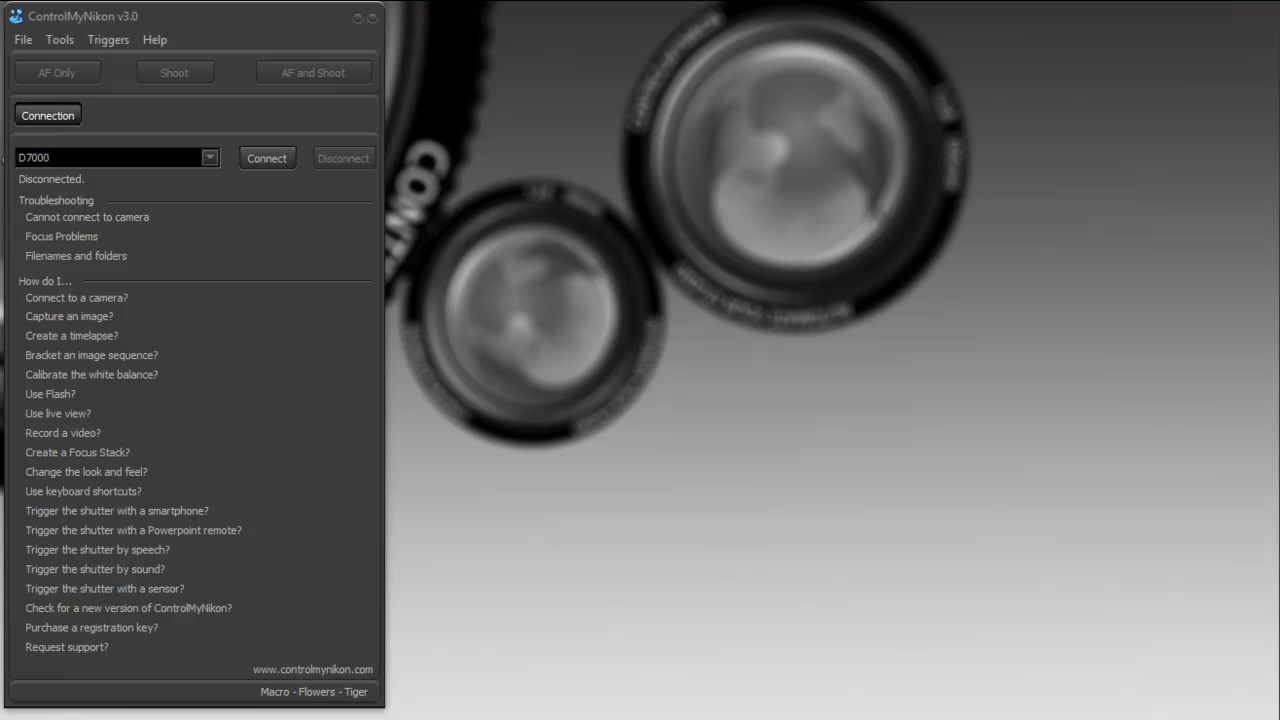 ControlMyNikon v3.0
File Tools Triggers Help
AF Only Shoot AF and Shoot
Connection
D7000 Connect Disconnect
Disconnected.
Troubleshooting
Cannot connect to camera
Focus Problems
Filenames and folders
How do I...
Connect to a camera?
Capture an image?
Create a timelapse?
Bracket an image sequence?
Calibrate the white balance?
Use Flash?
Use live view?
Record a video?
Create a Focus Stack?
Change the look and feel?
Use keyboard shortcuts?
Trigger the shutter with a smartphone?
Trigger the shutter with a Powerpoint remote?
Trigger the shutter by speech?
Trigger the shutter by sound?
Trigger the shutter with a sensor?
Check for a new version of ControlMyNikon?
Purchase a registration key?
Request support?
www.controlmynikon.com
Macro - Flowers - Tiger
CONT